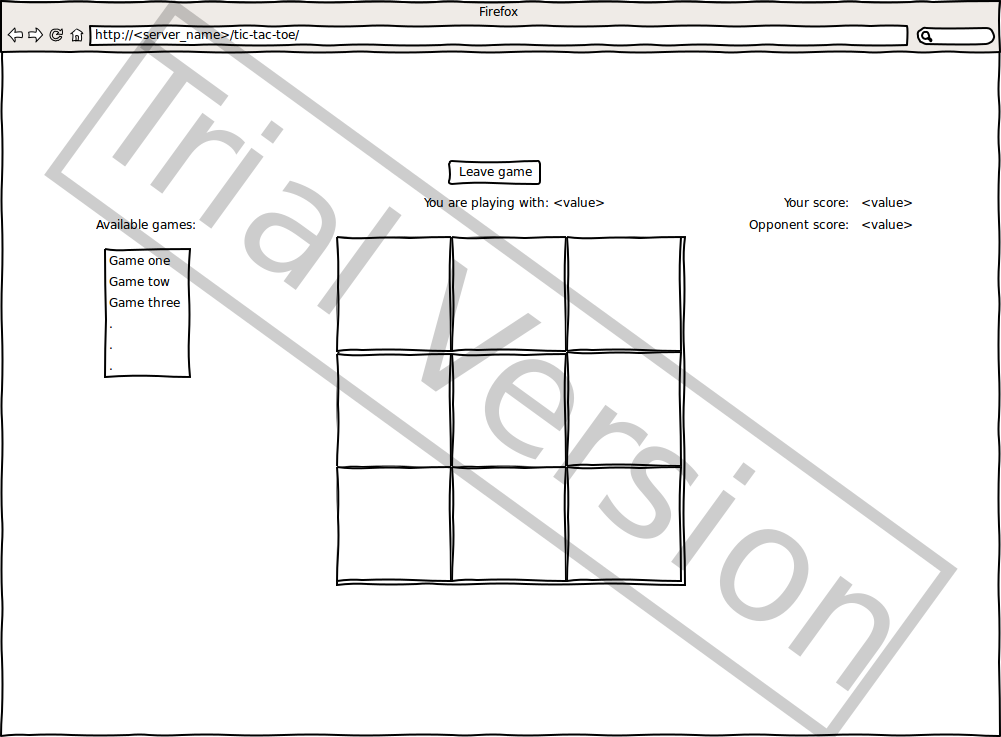 Firefox
http://<server_name>/tic-tac-toe/
Leave game
You are playing with: <value>
Your score: <value>
Available games:
Opponent score: <value>
Game one
Game tow
Game three
.
.
.
Trial Version